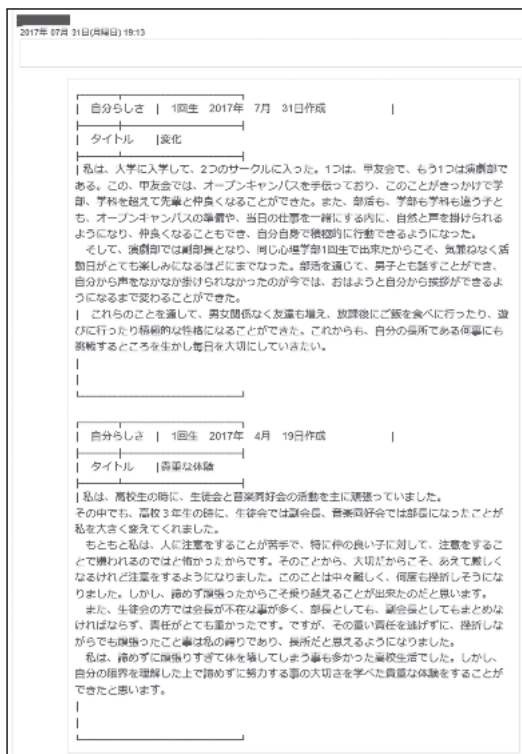 2017年 07月 31日(月曜日) 19:13
| 自分らしさ | 1回生 2017年 7月 31日作成 |
| タイトル |変化
| 私は、大学に入学して、2つのサークルに入った。1つは、甲友会で、もう1つは演劇部で
ある。この、甲友会では、オープンキャンパスを手伝っており、このことがきっかけで学
部、学科を超えて先輩と仲良くなることができた。また、部活も、学部も学科も違う子と
も、オープンキャンパスの準備や、当日の仕事を一緒にする内に、自然と声を掛けられる
ようになり、仲良くなることもでき、自分自身で積極的に行動できるようになった。
そして、演劇部では副部長となり、同じ心理学部1回生で出来たからこそ、気兼ねなく活
動日がとても楽しみになるほどにまでなった。部活を通じて、男子とも話すことができ、
自分から声をなかなか掛けられなかったのが今では、おはようと自分から挨拶ができるよ
うになるまで変わることができた。
| これらのことを通して、男女関係なく友達も増え、放課後にご飯を食べに行ったり、遊
びに行ったり積極的な性格になることができた。これからも、自分の長所である何事にも
挑戦するところを生かし毎日を大切にしていきたい。
|
|
| 自分らしさ | 1回生 2017年 4月 19日作成 |
| タイトル |貴重な体験
| 私は、高校生の時に、生徒会と音楽同好会の活動を主に頑張っていました。
その中でも、高校3年生の時に、生徒会では副会長、音楽同好会では部長になったことが
私を大きく変えてくれました。
もともと私は、人に注意をすることが苦手で、特に仲の良い子に対して、注意をするこ
とで嫌われるのではと怖かったからです。そのことから、大切だからこそ、あえて厳しく
なるけれど注意をするようになりました。このことは中々難しく、何度も挫折しそうにな
りました。しかし、諦めず頑張ったからこそ乗り越えることが出来たのだと思います。
また、生徒会の方では会長が不在な事が多く、部長としても、副会長としてもまとめな
ければならず、責任がとても重かったです。ですが、その重い責任を逃げずに、挫折しな
がらでも頑張ったこと事は私の誇りであり、長所だと思えるようになりました。
私は、諦めずに頑張りすぎて体を壊してしまう事も多かった高校生活でした。しかし、
自分の限界を理解した上で諦めずに努力する事の大切さを学べた貴重な体験をすることが
できたと思います。
|
|